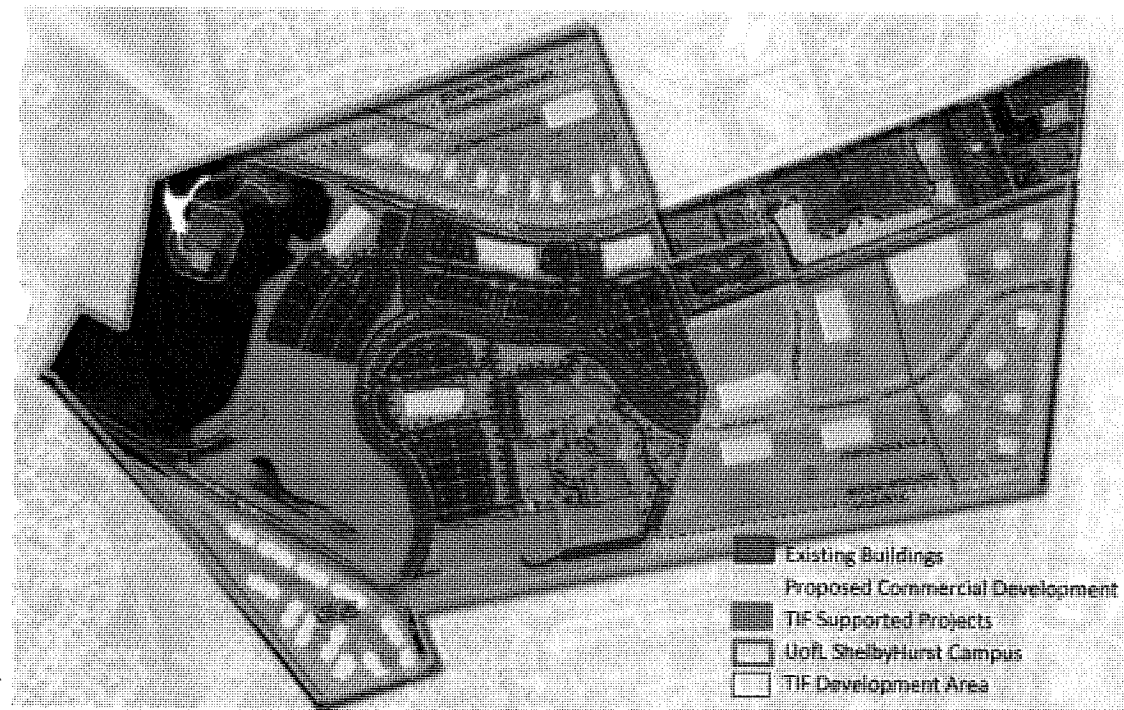 Existing Buildings
Proposed Commercial Development
TIF Supported Projects
UofL ShelbyHurst Campus
TIF Development Area